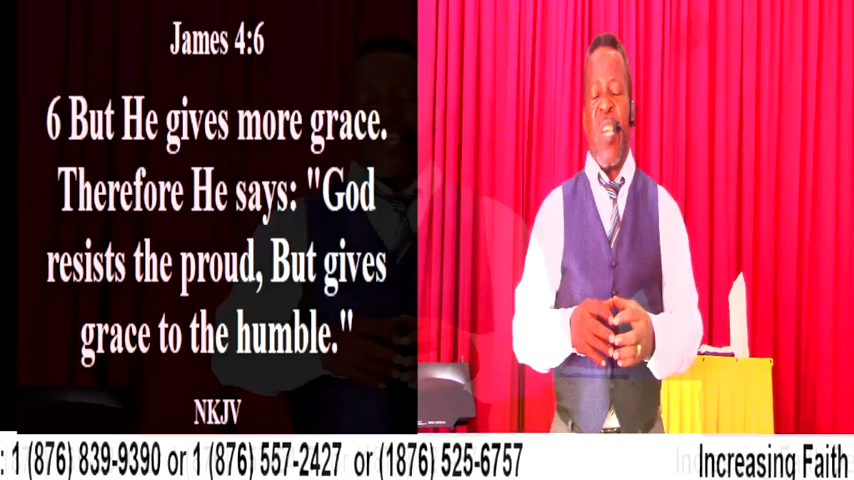 James 4:6
6 But He gives more grace.
Therefore He says: "God
resists the proud, But gives
grace to the humble."
NKJV
: 1 (876) 839-9390 or 1 (876) 557-2427 or (1876) 525-6757
Increasing Faith